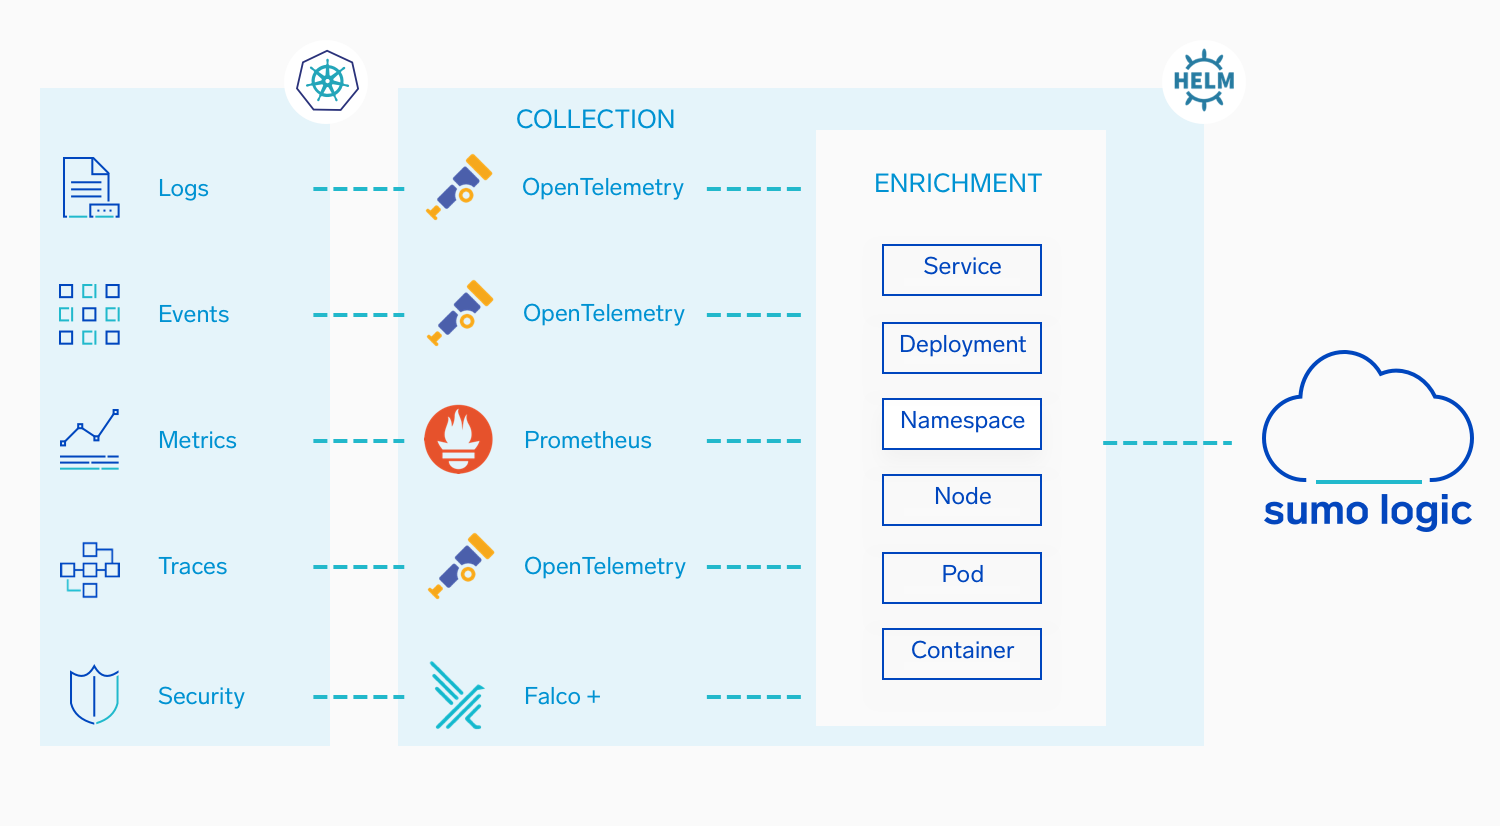 HELM
COLLECTION
Logs
OpenTelemetry
Events
OpenTelemetry
Metrics
Prometheus
Traces
OpenTelemetry
Security
Falco +
ENRICHMENT
Service
Deployment
Namespace
Node
Pod
Container
sumo logic